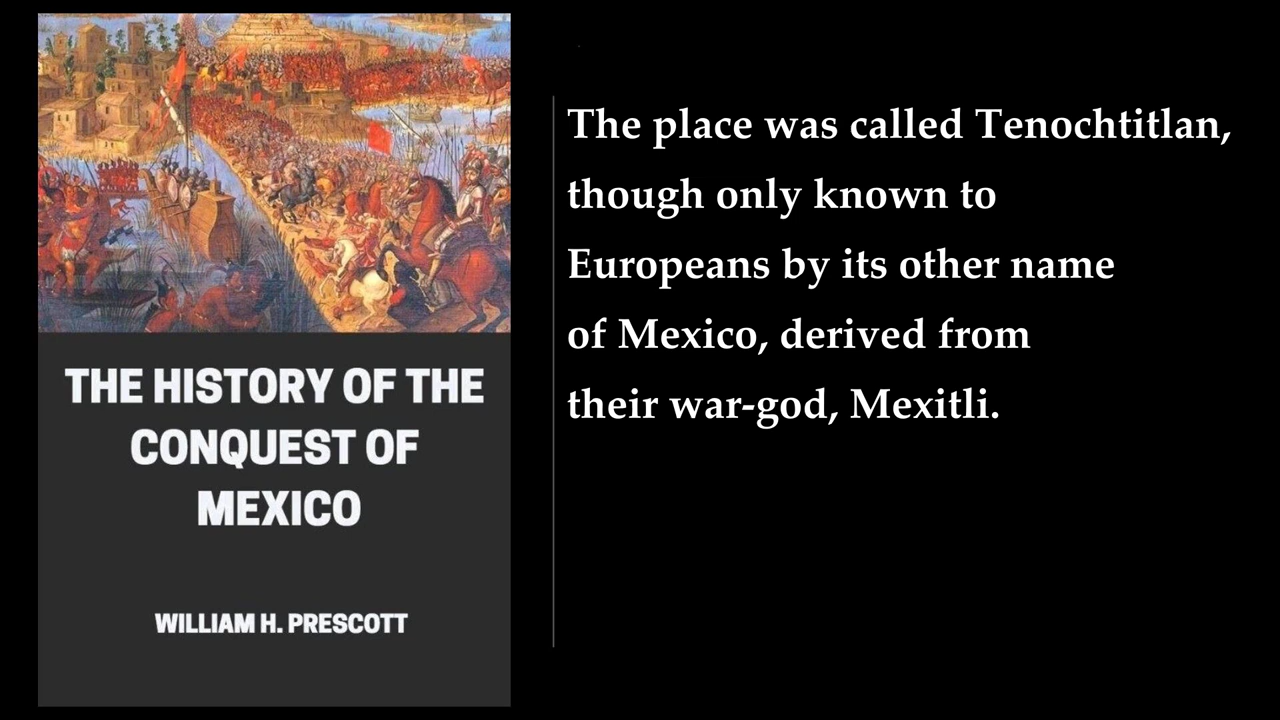 THE HISTORY OF THE
CONQUEST OF
MEXICO
WILLIAM H. PRESCOTT
The place was called Tenochtitlan,
though only known to
Europeans by its other name
of Mexico, derived from
their war-god, Mexitli.